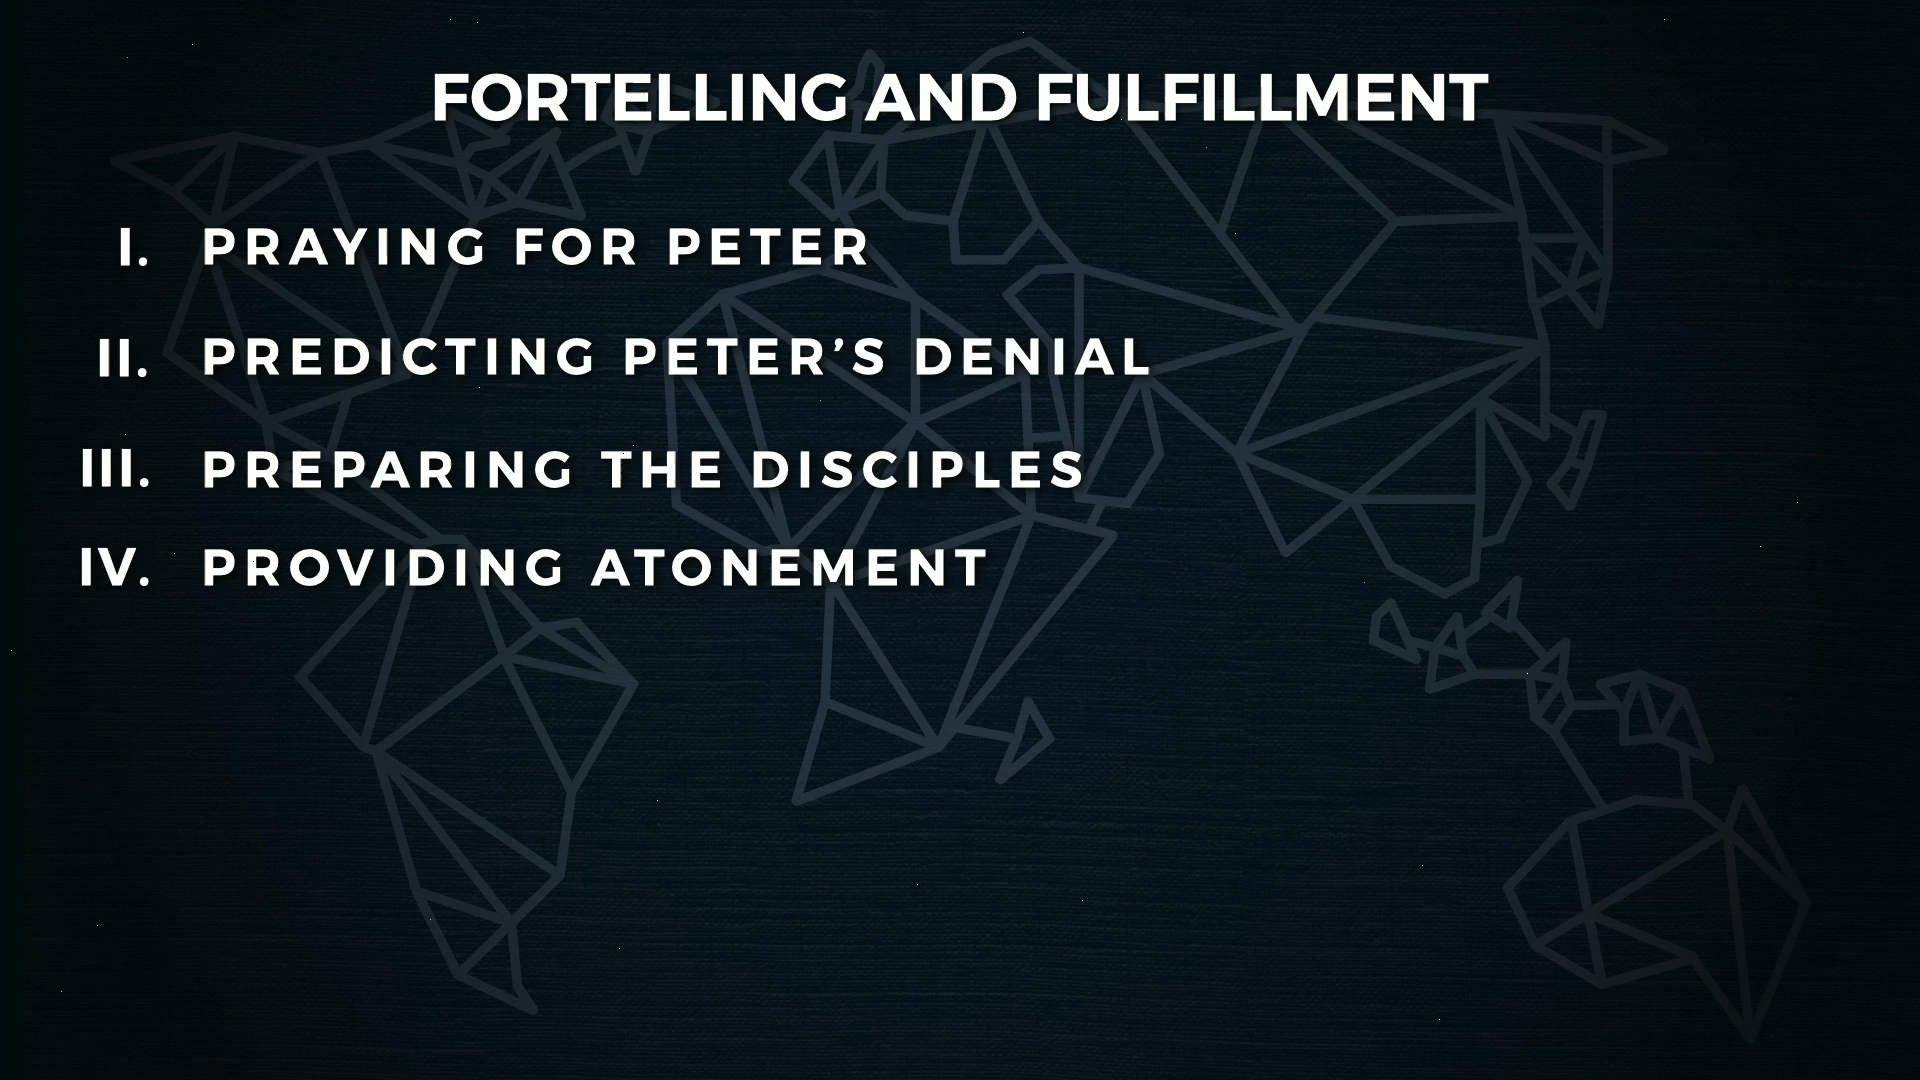 FORTELLING AND FULFILLMENT
I. PRAYING FOR PETER
II. PREDICTING PETER’S DENIAL
III. PREPARING THE DISCIPLES
IV. PROVIDING ATONEMENT